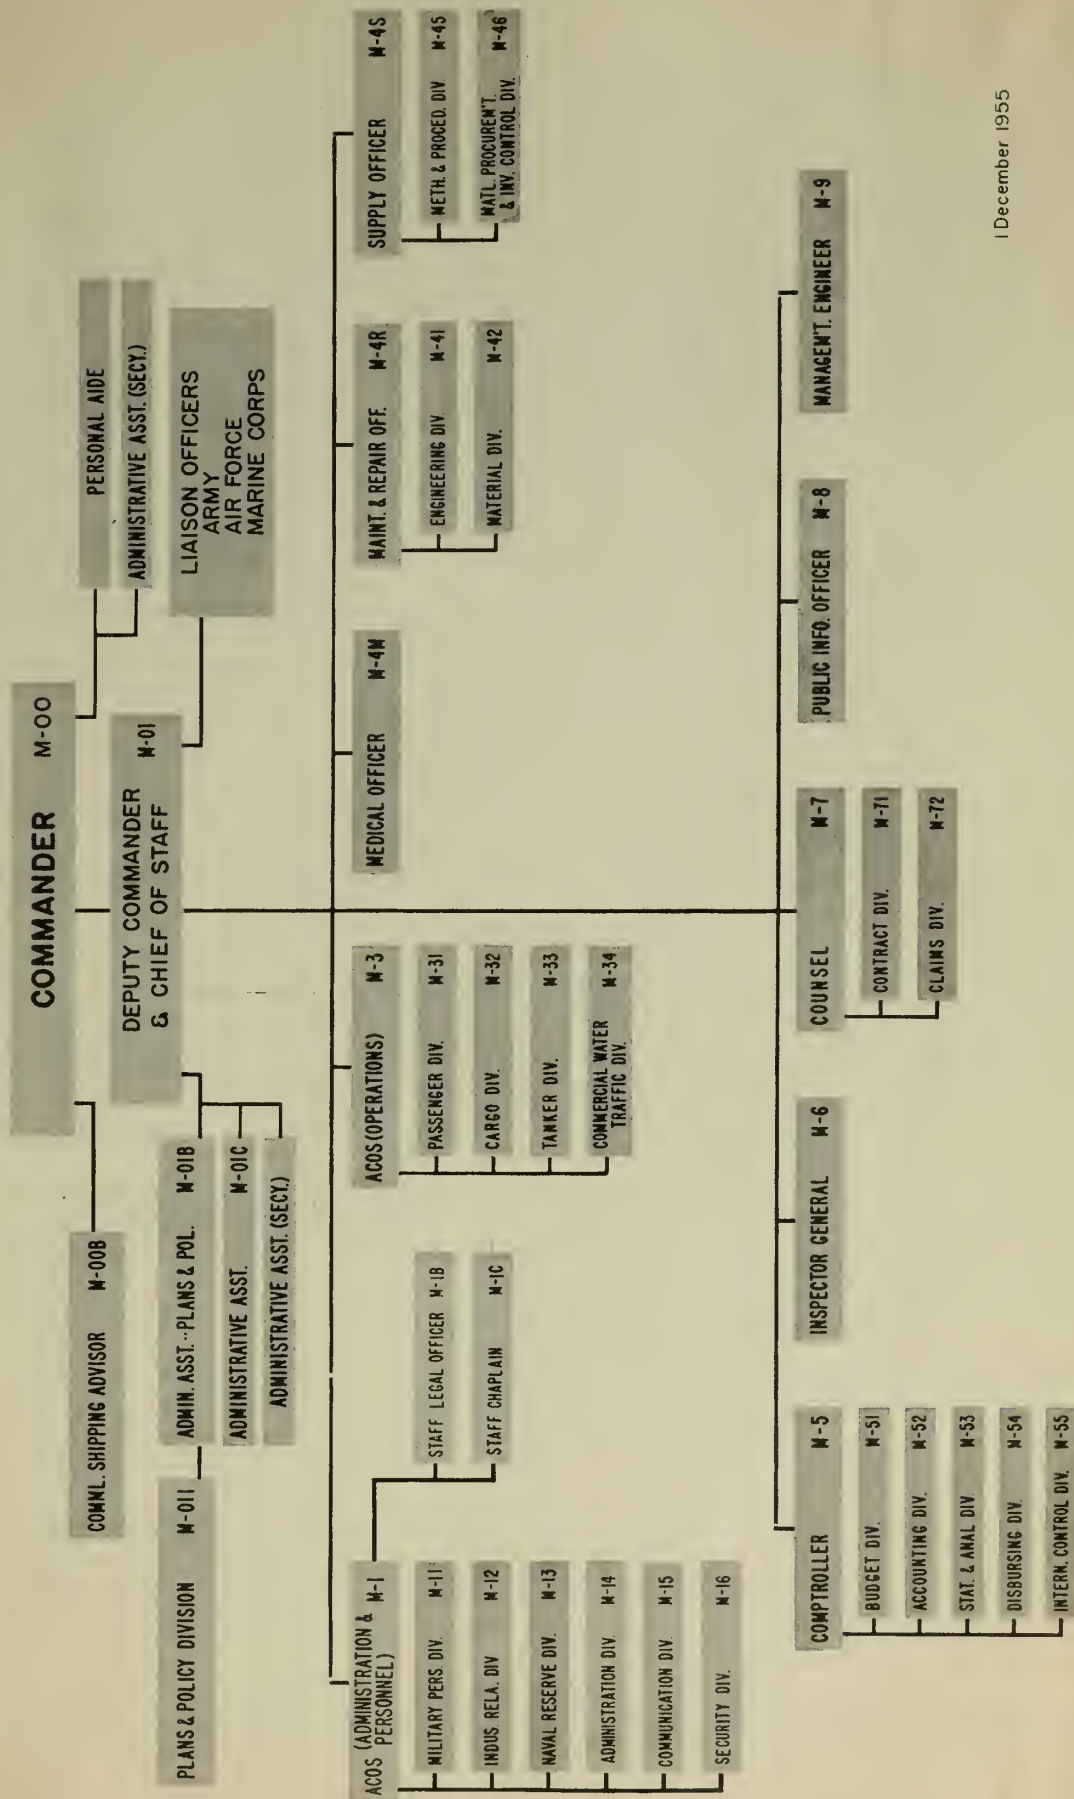 COMMANDER M-00
COMML. SHIPPING ADVISOR M-00B
PERSONAL AIDE
ADMINISTRATIVE ASST. (SECY.)
DEPUTY COMMANDER
& CHIEF OF STAFF M-01
PLANS & POLICY DIVISION M-011
ADMIN. ASST.--PLANS & POL. M-01B
ADMINISTRATIVE ASST. M-01C
ADMINISTRATIVE ASST. (SECY.)
LIAISON OFFICERS
ARMY
AIR FORCE
MARINE CORPS
ACOS (ADMINISTRATION &
PERSONNEL) M-1
MILITARY PERS. DIV. M-11
INDUS. RELA. DIV M-12
NAVAL RESERVE DIV. M-13
ADMINISTRATION DIV. M-14
COMMUNICATION DIV. M-15
SECURITY DIV. M-16
STAFF LEGAL OFFICER M-1B
STAFF CHAPLAIN M-1C
ACOS (OPERATIONS) M-3
PASSENGER DIV. M-31
CARGO DIV. M-32
TANKER DIV. M-33
COMMERCIAL WATER
TRAFFIC DIV. M-34
MEDICAL OFFICER M-4M
MAINT. & REPAIR OFF. M-4R
ENGINEERING DIV. M-41
MATERIAL DIV. M-42
SUPPLY OFFICER M-4S
METH. & PROCED. DIV. M-45
MATL. PROCUREM'T.
& INV. CONTROL DIV. M-46
COMPTROLLER M-5
BUDGET DIV. M-51
ACCOUNTING DIV. M-52
STAT. & ANAL DIV. M-53
DISBURSING DIV. M-54
INTERN. CONTROL DIV. M-55
INSPECTOR GENERAL M-6
COUNSEL M-7
CONTRACT DIV. M-71
CLAIMS DIV. M-72
PUBLIC INFO. OFFICER M-8
MANAGEM'T. ENGINEER M-9
1 December 1955